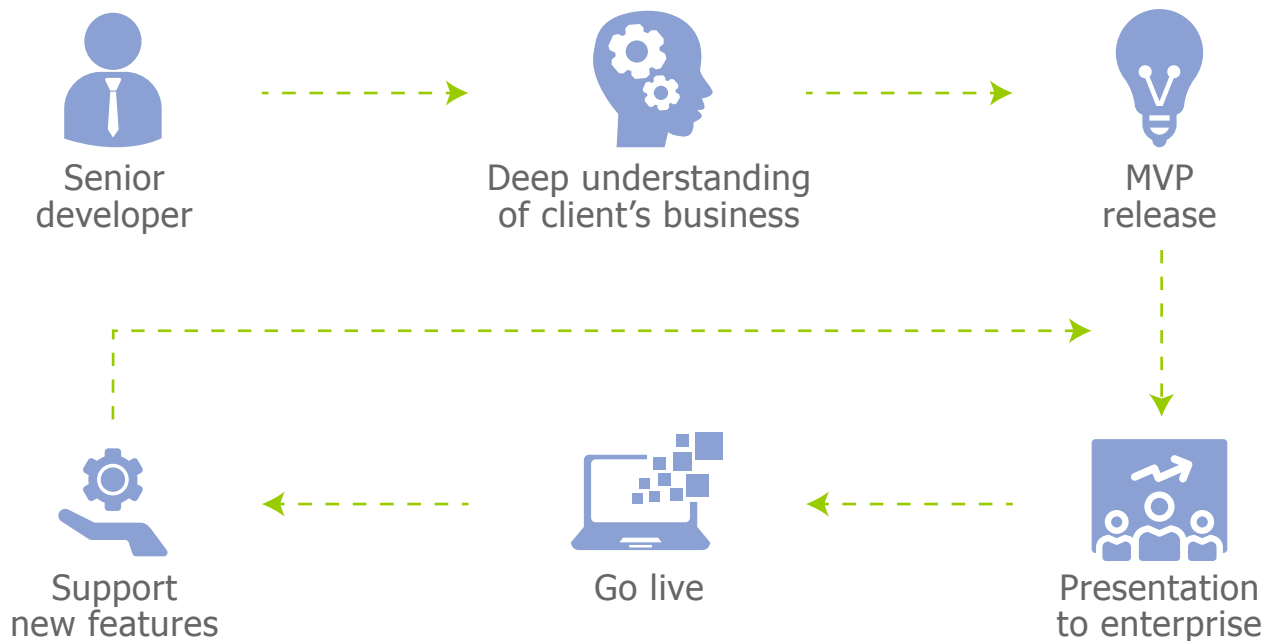 Senior
developer
Deep understanding
of client’s business
MVP
release
Support
new features
Go live
Presentation
to enterprise